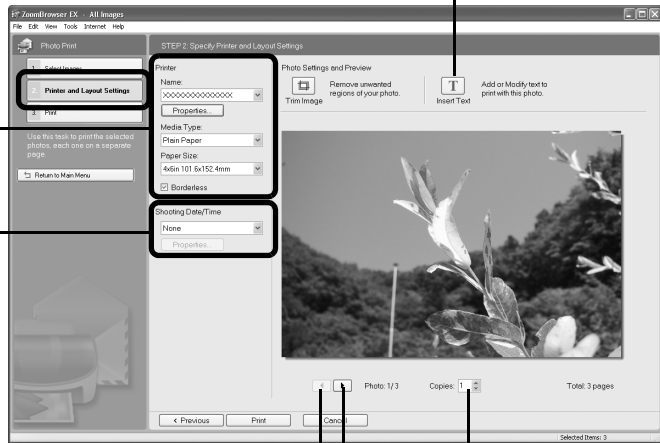 ZoomBrowser EX - All Images
File Edit View Tools Internet Help
Photo Print
1. Select Images
2. Printer and Layout Settings
3. Print
Use this task to print the selected
photos, each one on a separate
page.
Return to Main Menu
STEP 2: Specify Printer and Layout Settings
Printer
Name:
XXXXXXXXXXXXX
Properties...
Media Type:
Plain Paper
Paper Size:
4x6in 101.6x152.4mm
Borderless
Shooting Date/Time
None
Properties...
Photo Settings and Preview
Trim Image
Remove unwanted
regions of your photo.
T
Insert Text
Add or Modify text to
print with this photo.
Photo: 1/3
Copies: 1
Total: 3 pages
< Previous
Print
Cancel
Selected Items: 3